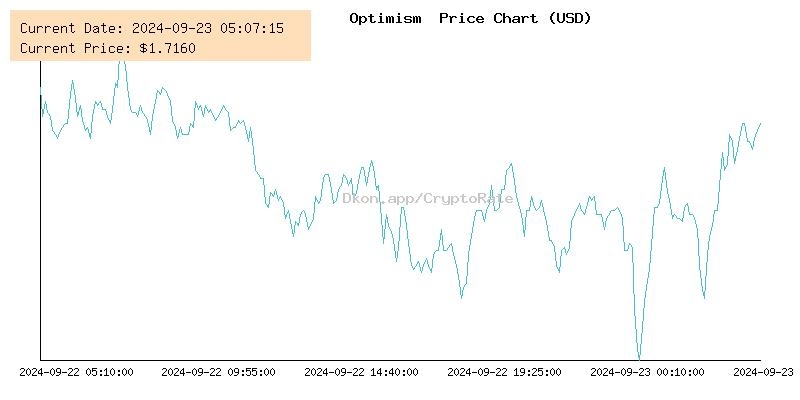 Optimism  Price Chart (USD)
Current Date: 2024-09-23 05:07:15
Current Price: $1.7160
Dkon.app/CryptoRate
2024-09-22 05:10:00 2024-09-22 09:55:00 2024-09-22 14:40:00 2024-09-22 19:25:00 2024-09-23 00:10:00 2024-09-23